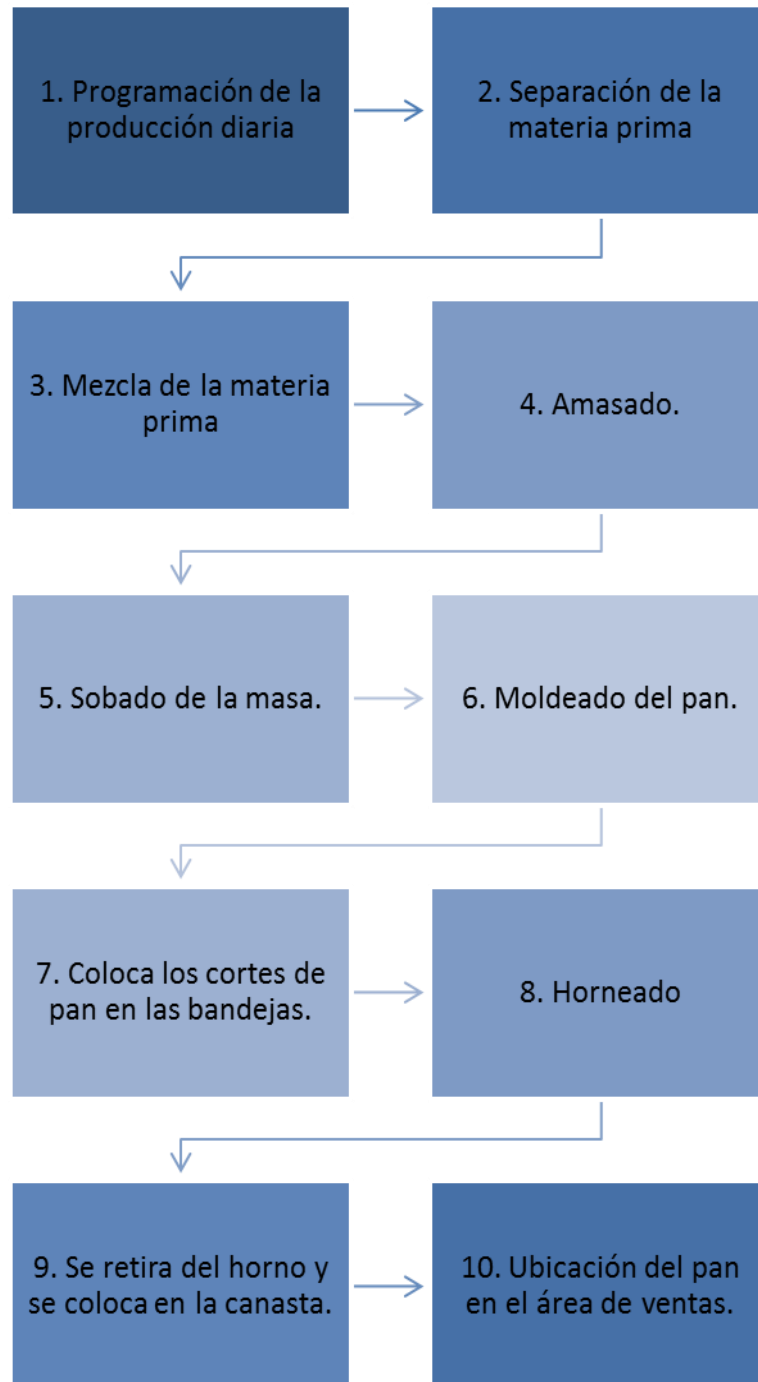 1. Programación de la
producción diaria
2. Separación de la
materia prima
3. Mezcla de la materia
prima
4. Amasado.
5. Sobado de la masa.
6. Moldeado del pan.
7. Coloca los cortes de
pan en las bandejas.
8. Horneado
9. Se retira del horno y
se coloca en la canasta.
10. Ubicación del pan
en el área de ventas.